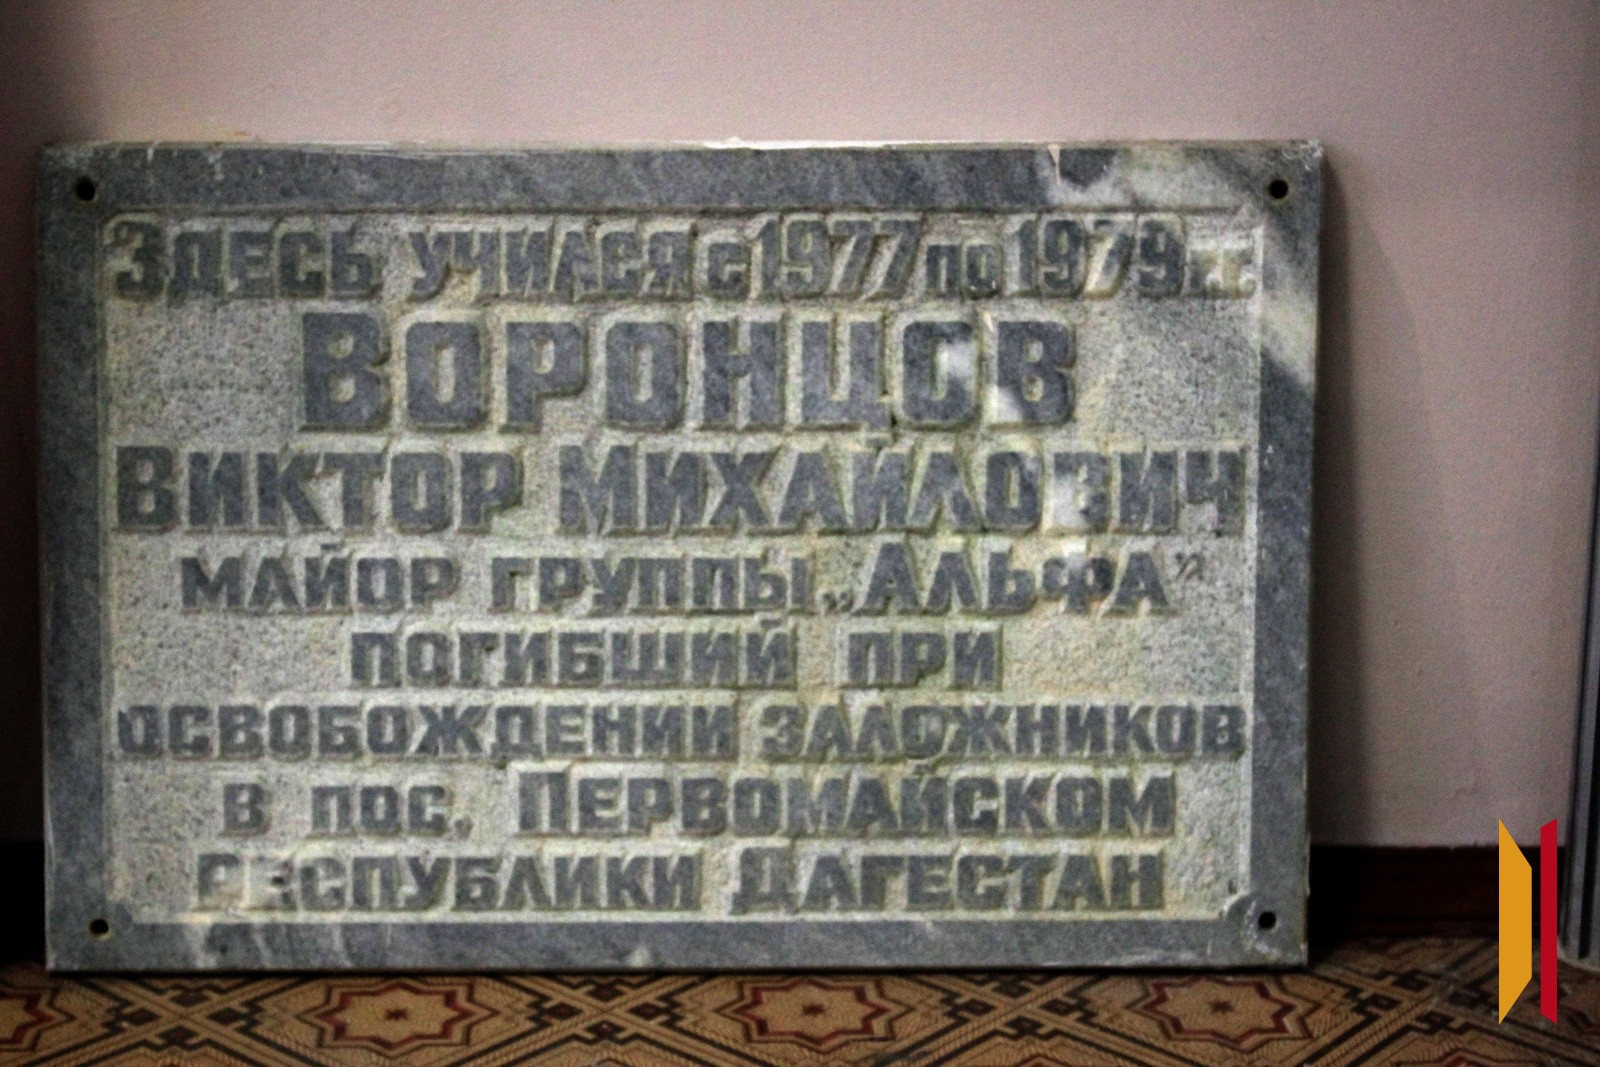 Здесь учился с 1977 по 1979 г.г.
Воронцов
Виктор Михайлович
майор группы „Альфа”
погибший при
освобождении заложников
в пос. Первомайском
Республики Дагестан